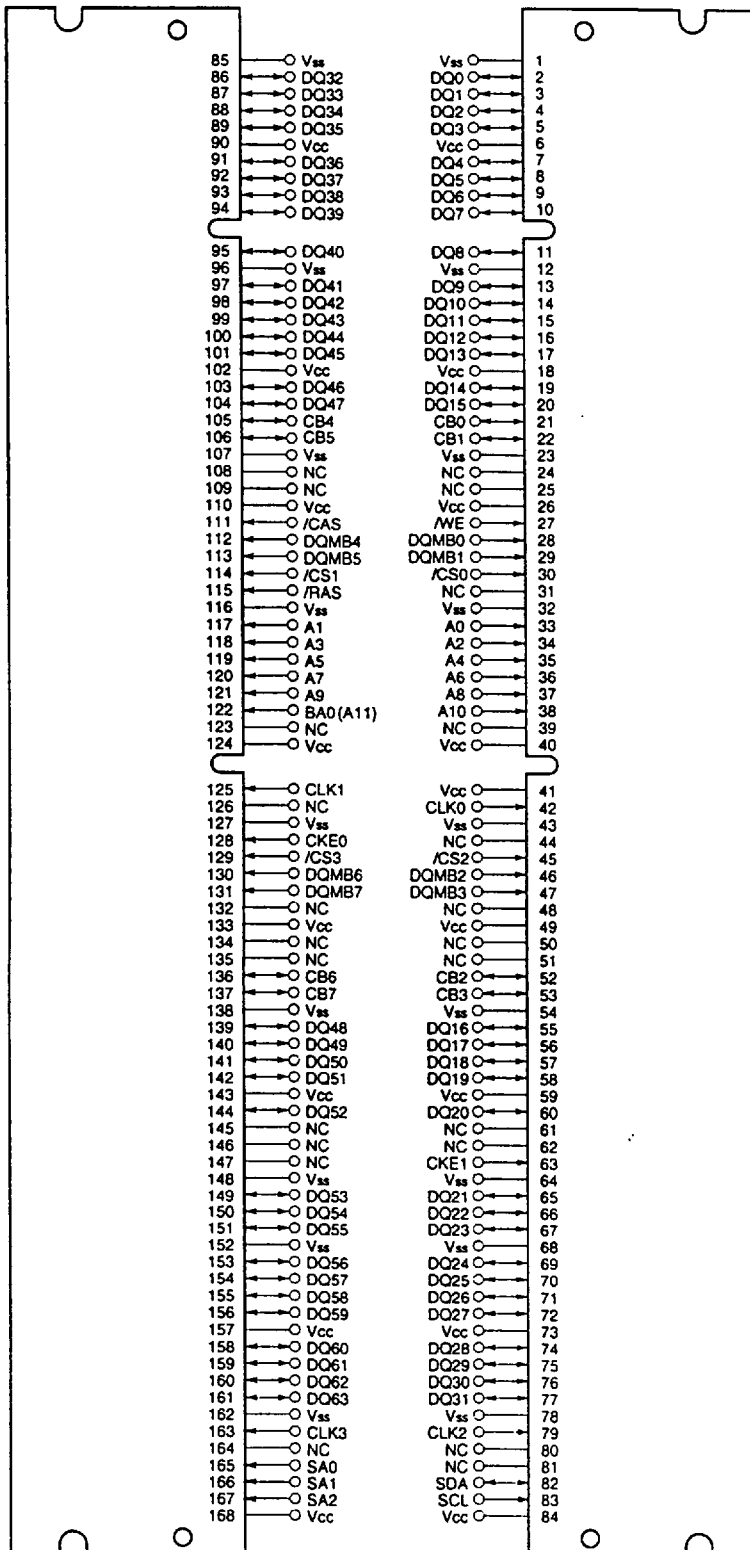 85 Vss Vss 1
86 DQ32 DQ0 2
87 DQ33 DQ1 3
88 DQ34 DQ2 4
89 DQ35 DQ3 5
90 Vcc Vcc 6
91 DQ36 DQ4 7
92 DQ37 DQ5 8
93 DQ38 DQ6 9
94 DQ39 DQ7 10
95 DQ40 DQ8 11
96 Vss Vss 12
97 DQ41 DQ9 13
98 DQ42 DQ10 14
99 DQ43 DQ11 15
100 DQ44 DQ12 16
101 DQ45 DQ13 17
102 Vcc Vcc 18
103 DQ46 DQ14 19
104 DQ47 DQ15 20
105 CB4 CB0 21
106 CB5 CB1 22
107 Vss Vss 23
108 NC NC 24
109 NC NC 25
110 Vcc Vcc 26
111 /CAS /WE 27
112 DQMB4 DQMB0 28
113 DQMB5 DQMB1 29
114 /CS1 /CS0 30
115 /RAS NC 31
116 Vss Vss 32
117 A1 A0 33
118 A3 A2 34
119 A5 A4 35
120 A7 A6 36
121 A9 A8 37
122 BA0(A11) A10 38
123 NC NC 39
124 Vcc Vcc 40
125 CLK1 Vcc 41
126 NC CLK0 42
127 Vss Vss 43
128 CKE0 NC 44
129 /CS3 /CS2 45
130 DQMB6 DQMB2 46
131 DQMB7 DQMB3 47
132 NC NC 48
133 Vcc Vcc 49
134 NC NC 50
135 NC NC 51
136 CB6 CB2 52
137 CB7 CB3 53
138 Vss Vss 54
139 DQ48 DQ16 55
140 DQ49 DQ17 56
141 DQ50 DQ18 57
142 DQ51 DQ19 58
143 Vcc Vcc 59
144 DQ52 DQ20 60
145 NC NC 61
146 NC NC 62
147 NC CKE1 63
148 Vss Vss 64
149 DQ53 DQ21 65
150 DQ54 DQ22 66
151 DQ55 DQ23 67
152 Vss Vss 68
153 DQ56 DQ24 69
154 DQ57 DQ25 70
155 DQ58 DQ26 71
156 DQ59 DQ27 72
157 Vcc Vcc 73
158 DQ60 DQ28 74
159 DQ61 DQ29 75
160 DQ62 DQ30 76
161 DQ63 DQ31 77
162 Vss Vss 78
163 CLK3 CLK2 79
164 NC NC 80
165 SA0 NC 81
166 SA1 SDA 82
167 SA2 SCL 83
168 Vcc Vcc 84